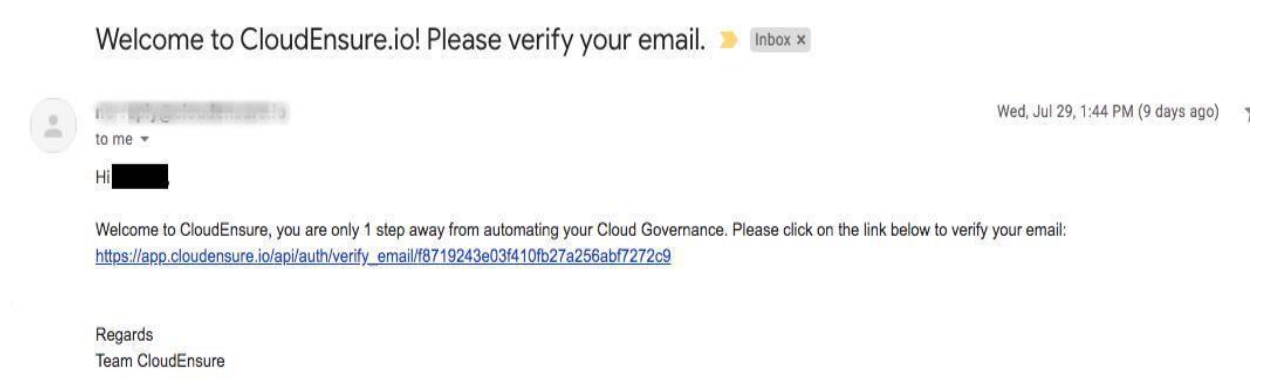 Welcome to CloudEnsure.io! Please verify your email. Inbox ×
Wed, Jul 29, 1:44 PM (9 days ago)
to me
Hi
Welcome to CloudEnsure, you are only 1 step away from automating your Cloud Governance. Please click on the link below to verify your email:
https://app.cloudensure.io/api/auth/verify_email/f8719243e03f410fb27a256abf7272c9
Regards
Team CloudEnsure